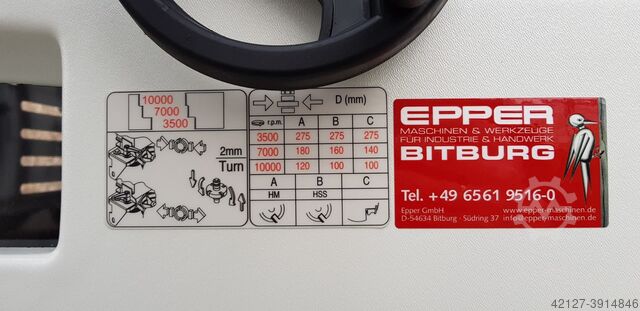 10000
7000
3500
2mm
Turn
D (mm)
r.p.m. A B C
3500 275 275 275
7000 180 160 140
10000 120 100 100
A B C
HM HSS
EPPER
MASCHINEN & WERKZEUGE
FÜR INDUSTRIE & HANDWERK
BITBURG
Tel. +49 6561 9516-0
Epper GmbH www.epper-maschinen.de
D-54634 Bitburg · Südring 37 info@epper-maschinen.de
42127-3914846